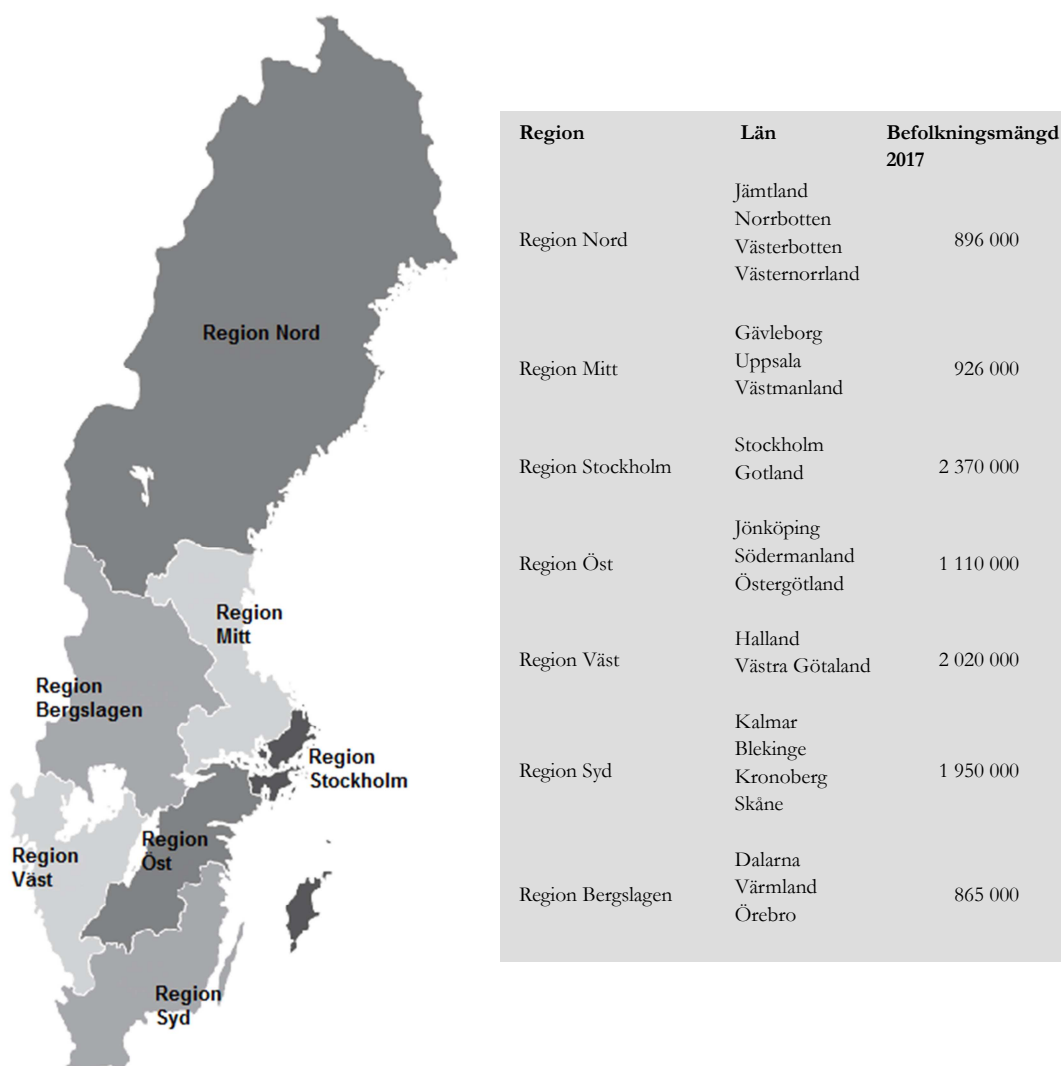 Region Nord
Region
Mitt
Region
Bergslagen
Region
Stockholm
Region
Öst
Region
Väst
Region
Syd
Region Län Befolkningsmängd
2017
Jämtland
Norrbotten
Region Nord Västerbotten 896 000
Västernorrland
Gävleborg
Region Mitt Uppsala 926 000
Västmanland
Stockholm
Region Stockholm Gotland 2 370 000
Jönköping
Region Öst Södermanland 1 110 000
Östergötland
Halland
Region Väst Västra Götaland 2 020 000
Kalmar
Blekinge
Region Syd Kronoberg 1 950 000
Skåne
Dalarna
Region Bergslagen Värmland 865 000
Örebro